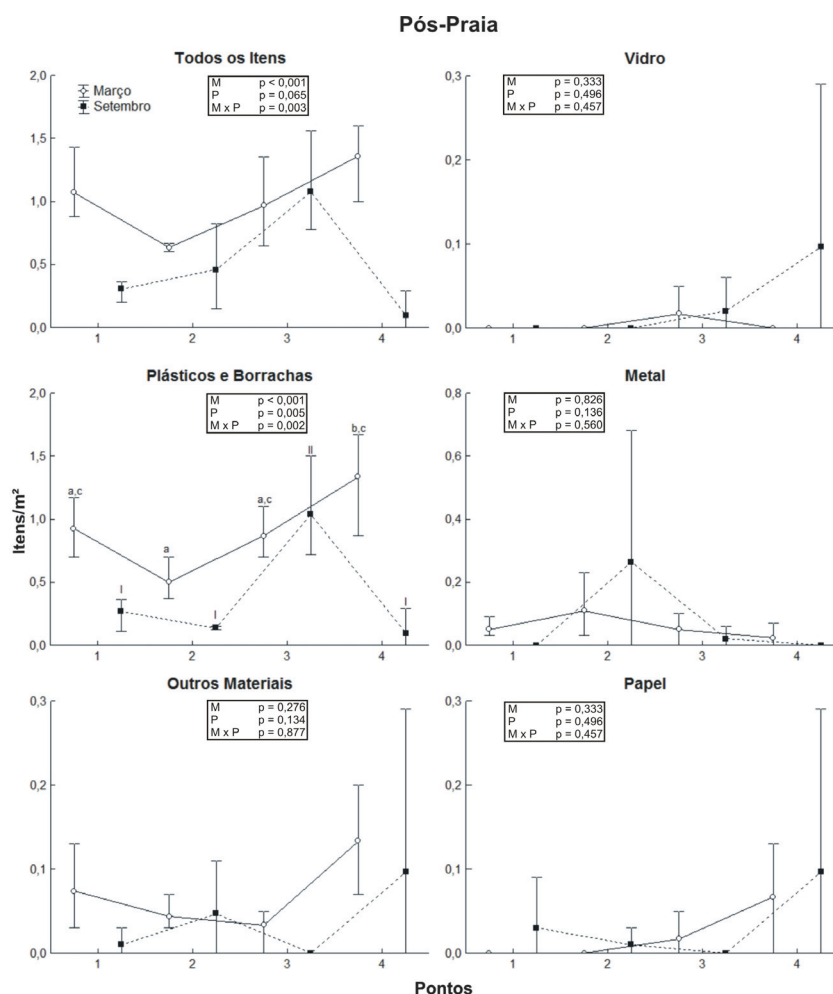 Pós-Praia
Todos os Itens
2,0
1,5
1,0
0,5
0,0
Março
Setembro
M p < 0,001
P p = 0,065
M x P p = 0,003
1 2 3 4
Vidro
0,3
0,2
0,1
0,0
M p = 0,333
P p = 0,496
M x P p = 0,457
1 2 3 4
Itens/m²
Plásticos e Borrachas
2,0
1,5
1,0
0,5
0,0
M p < 0,001
P p = 0,005
M x P p = 0,002
a,c
a
a,c
b,c
I
I
II
I
1 2 3 4
Metal
0,8
0,6
0,4
0,2
0,0
M p = 0,826
P p = 0,136
M x P p = 0,560
1 2 3 4
Outros Materiais
0,3
0,2
0,1
0,0
M p = 0,276
P p = 0,134
M x P p = 0,877
1 2 3 4
Papel
0,3
0,2
0,1
0,0
M p = 0,333
P p = 0,496
M x P p = 0,457
1 2 3 4
Pontos